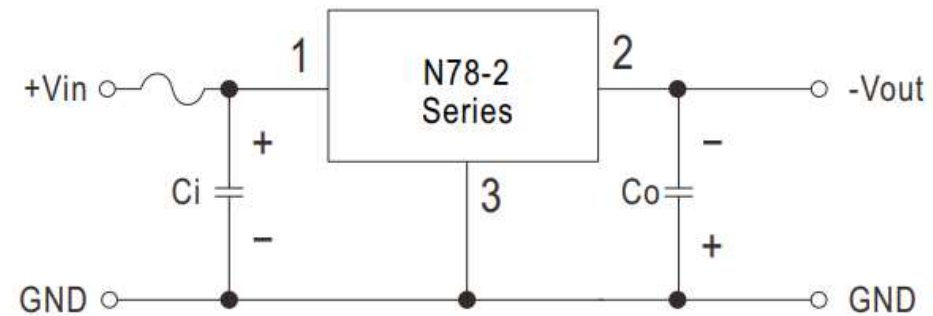 1
2
N78-2
Series
+Vin
-Vout
+
−
Ci
3
Co
−
+
GND
GND